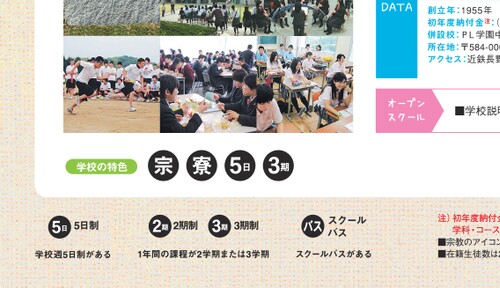 DATA
創立年：1955年
初年度納付金注：（
併設校：ＰＬ学園中
所在地：〒584-00
アクセス：近鉄長野
オープン
スクール
■学校説明
学校の特色
宗 寮 5日 3期
5日 5日制
学校週5日制がある
2期 2期制 3期 3期制
1年間の課程が2学期または3学期
バス スクール
バス
スクールバスがある
注）初年度納付金
学科・コース
■宗教のアイコン
■在籍生徒数は2